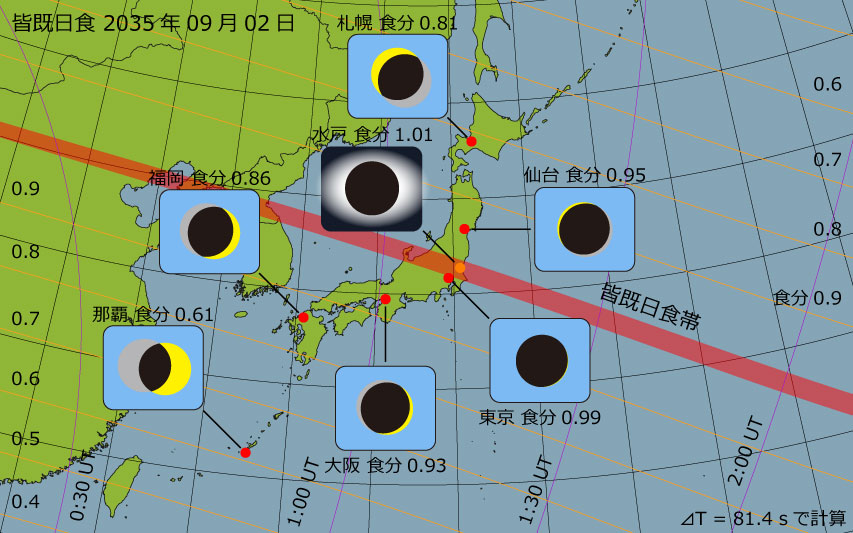 皆既日食 2035 年 09 月 02 日
札幌 食分 0.81
0.6
水戸 食分 1.01
0.7
福岡 食分 0.86
仙台 食分 0.95
0.9
0.8
0.8
皆既日食帯
食分 0.9
那覇 食分 0.61
0.7
0.6
東京 食分 0.99
0.5
大阪 食分 0.93
0.4
0:30 UT
1:00 UT
1:30 UT
2:00 UT
⊿T = 81.4 s で計算